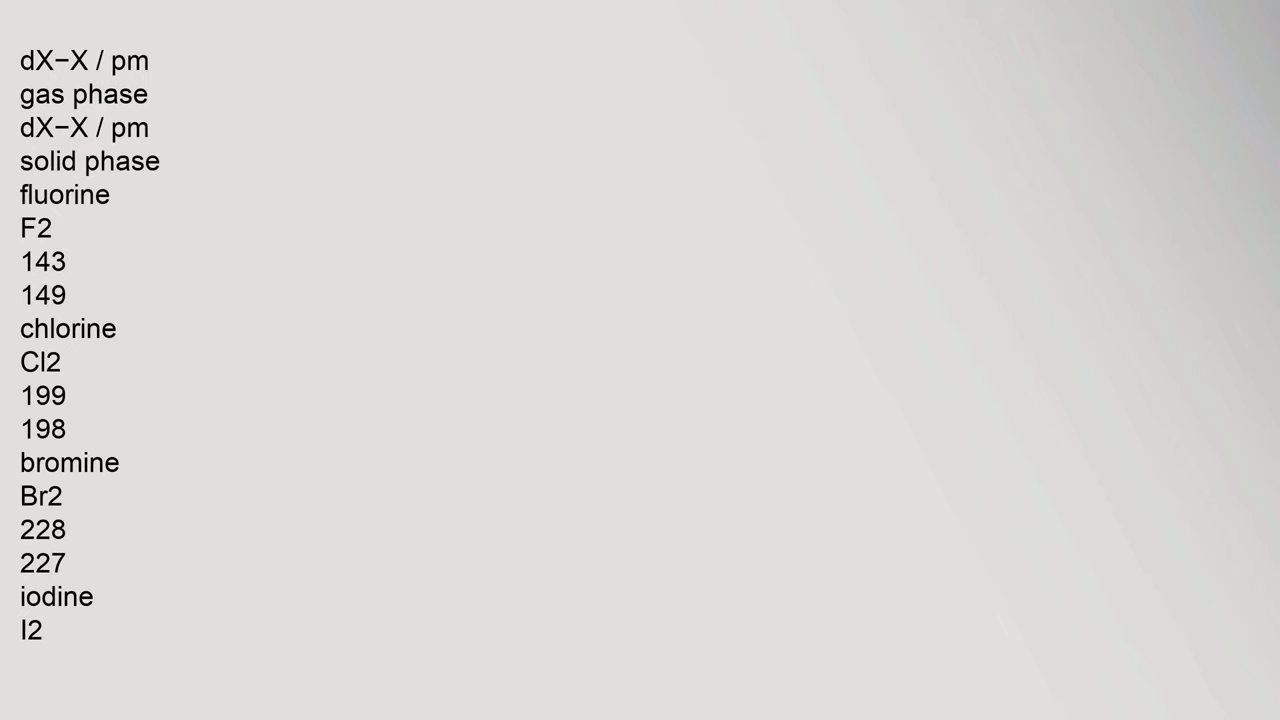 dX−X / pm
gas phase
dX−X / pm
solid phase
fluorine
F2
143
149
chlorine
Cl2
199
198
bromine
Br2
228
227
iodine
I2